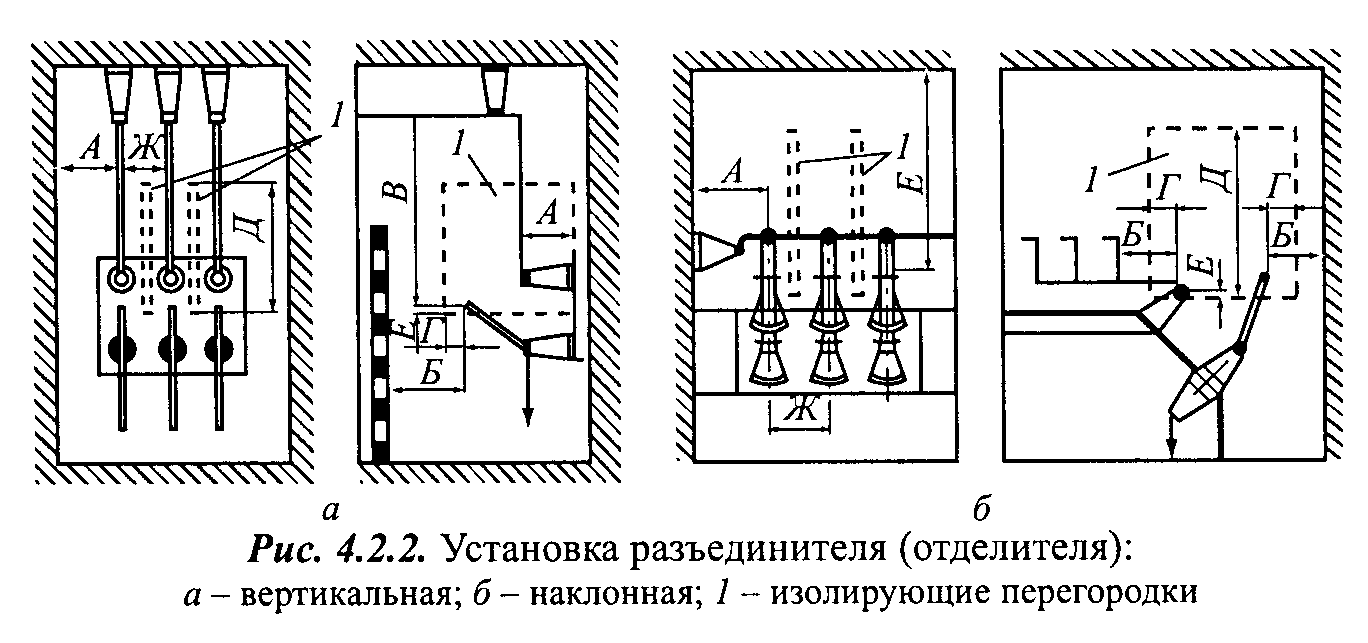 А
Ж
1
Д
В
1
А
Е
Г
Б
А
1
Е
Ж
1
Д
Г
Г
Б
Б
Е
а
б
Рис. 4.2.2. Установка разъединителя (отделителя):
а – вертикальная; б – наклонная; 1 – изолирующие перегородки